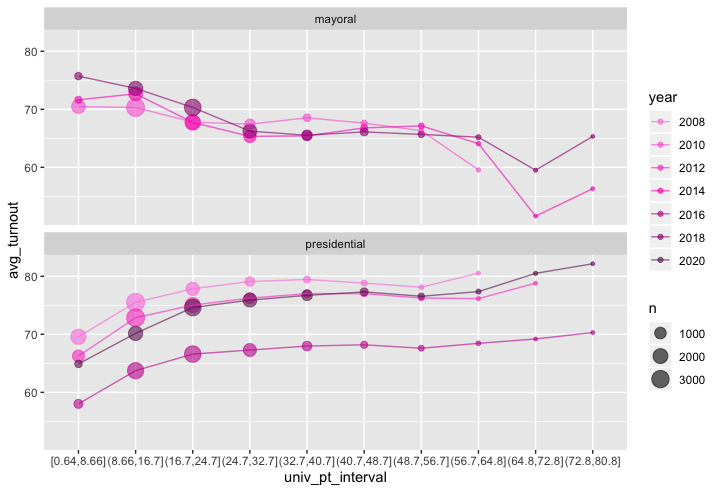 mayoral
80
70
60
presidential
80
70
60
[0.64,8.66](8.66,16.7](16.7,24.7](24.7,32.7](32.7,40.7](40.7,48.7](48.7,56.7](56.7,64.8](64.8,72.8](72.8,80.8]
univ_pt_interval
avg_turnout
year
2008
2010
2012
2014
2016
2018
2020
n
1000
2000
3000